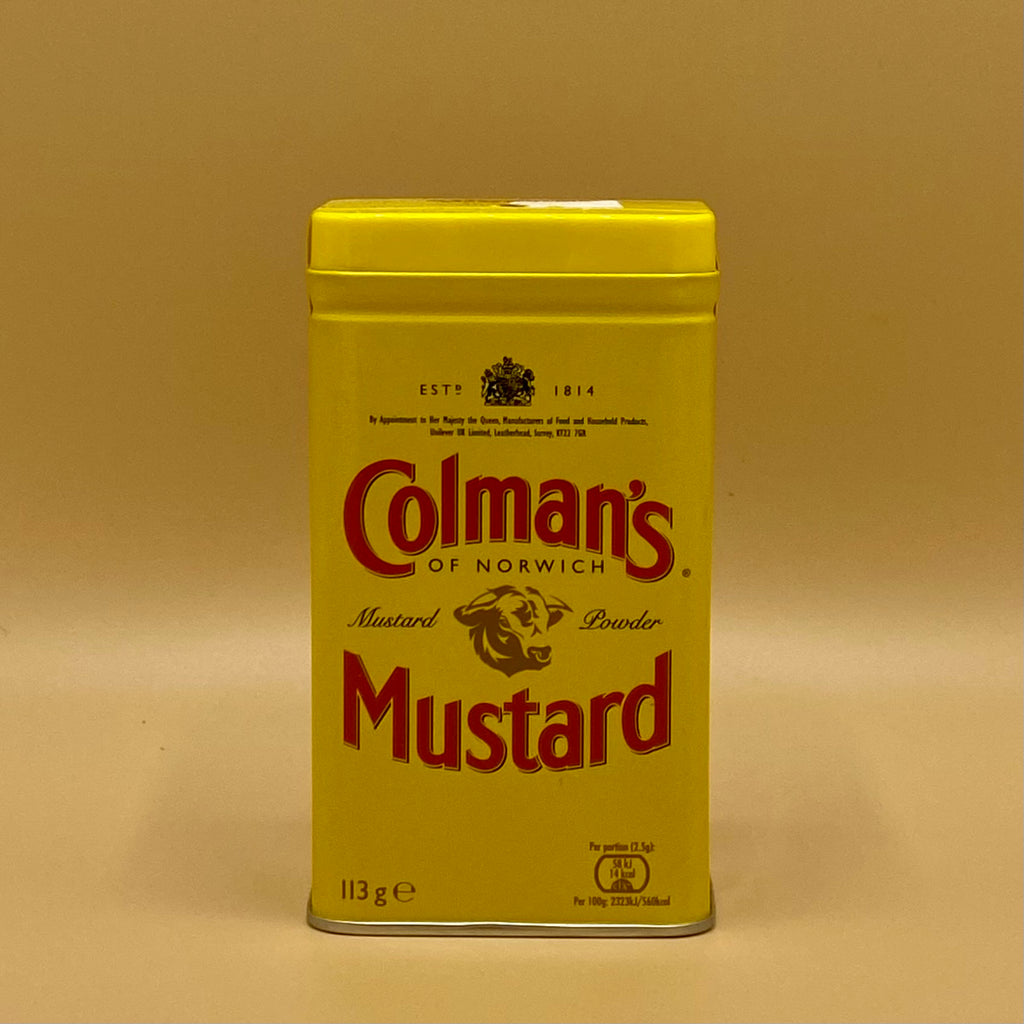 ESTD 1814
By Appointment to Her Majesty the Queen, Manufacturers of Food and Household Products,
Unilever UK Limited, Leatherhead, Surrey, KT22 7GR
Colman's
OF NORWICH
®
Mustard Powder
Mustard
Per portion (2.5g):
58 kJ
14 kcal
<1%
113 g ℮
Per 100g: 2323kJ/560kcal